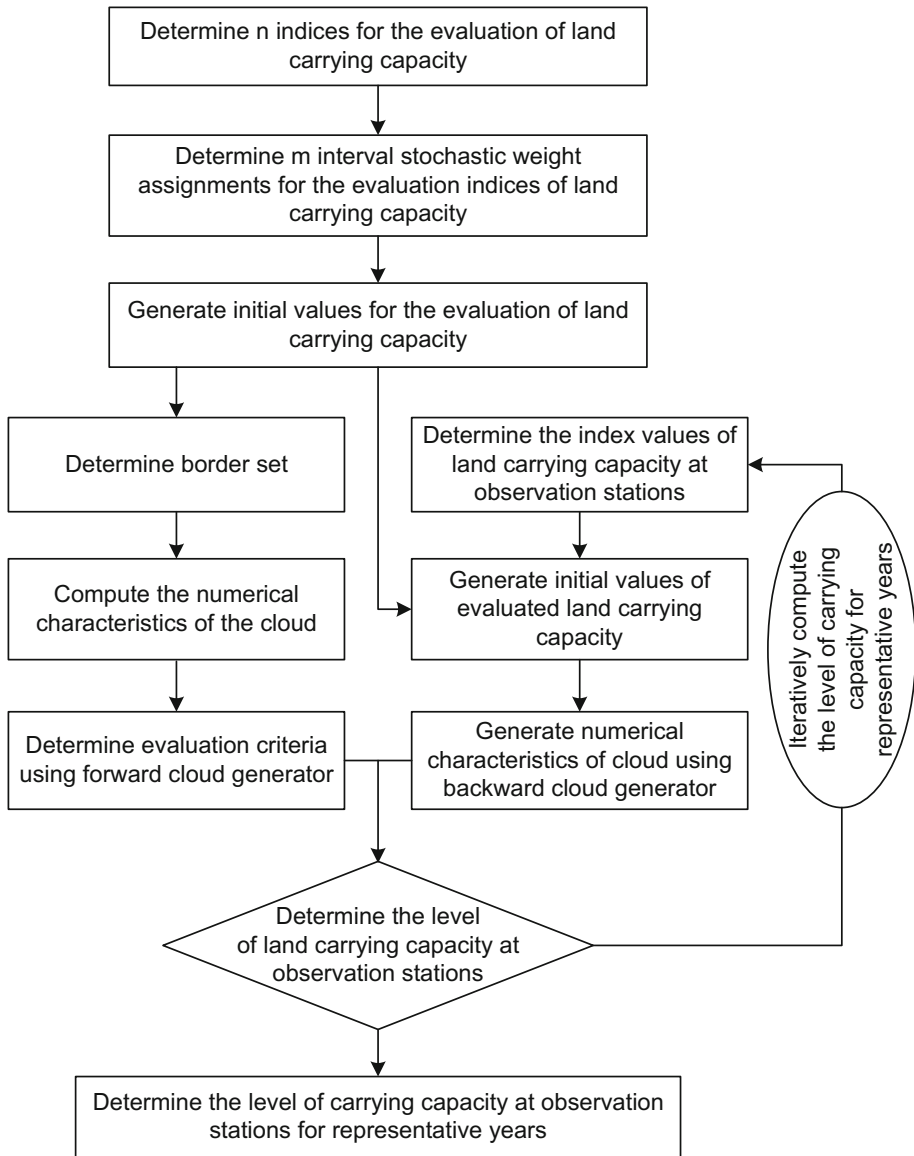 Determine n indices for the evaluation of land
carrying capacity
Determine m interval stochastic weight
assignments for the evaluation indices of land
carrying capacity
Generate initial values for the evaluation of land
carrying capacity
Determine border set
Compute the numerical
characteristics of the cloud
Determine evaluation criteria
using forward cloud generator
Determine the index values of
land carrying capacity at
observation stations
Generate initial values of
evaluated land carrying
capacity
Generate numerical
characteristics of cloud using
backward cloud generator
Iteratively compute
the level of carrying
capacity for
representative years
Determine the level
of land carrying capacity at
observation stations
Determine the level of carrying capacity at observation
stations for representative years